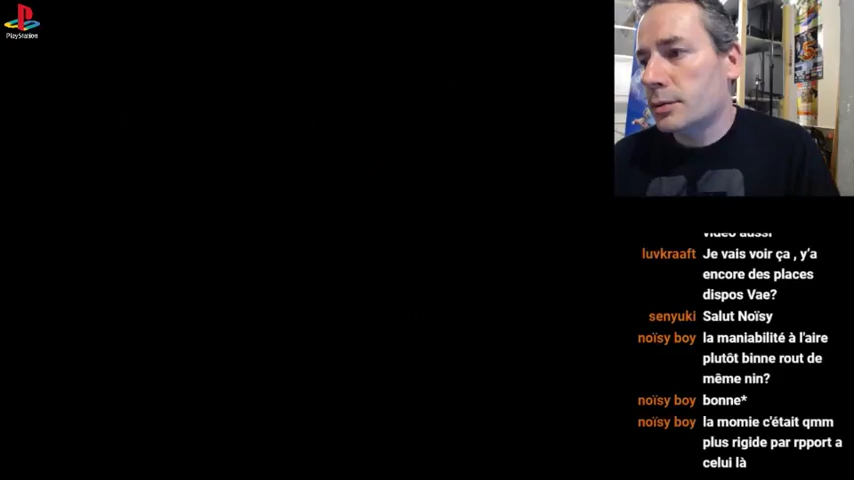 PlayStation
vidéo aussi
luvkraaft Je vais voir ça , y'a
encore des places
dispos Vae?
senyuki Salut Noïsy
noïsy boy la maniabilité à l'aire
plutôt binne rout de
même nin?
noïsy boy bonne*
noïsy boy la momie c'était qmm
plus rigide par rpport a
celui là